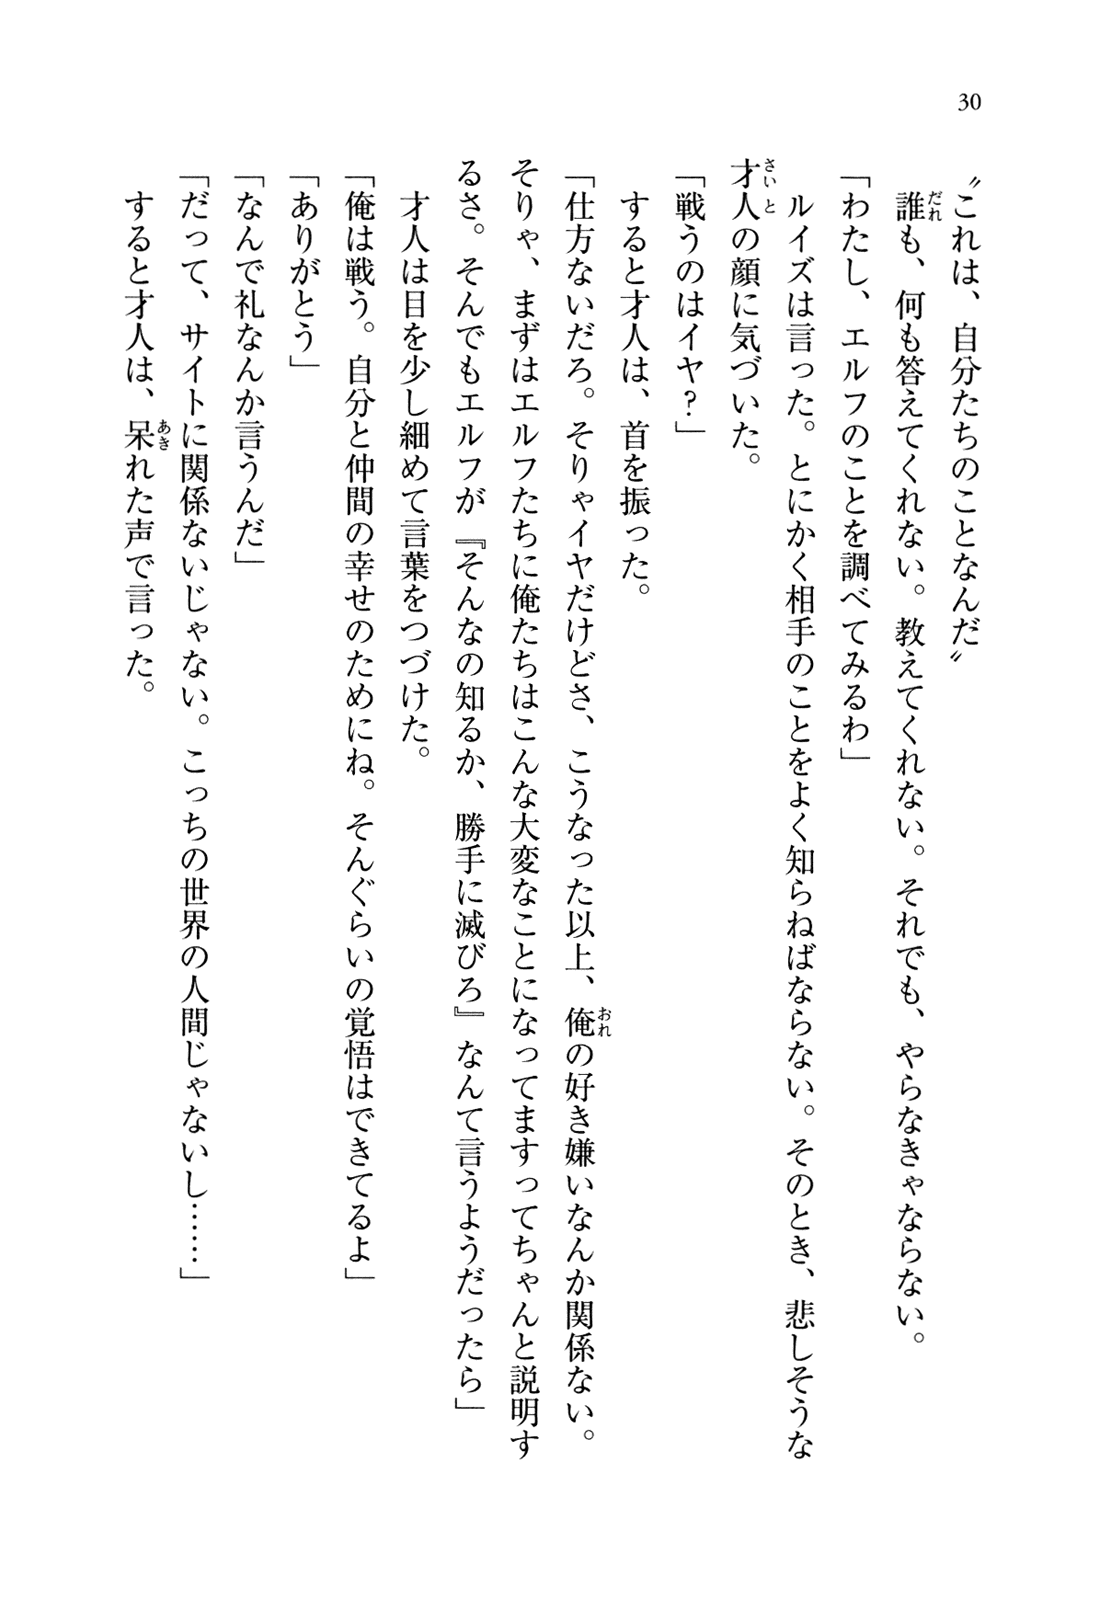 30
〝これは、自分たちのことなんだ〟
誰も、何も答えてくれない。教えてくれない。それでも、やらなきゃならない。
「わたし、エルフのことを調べてみるわ」
ルイズは言った。とにかく相手のことをよく知らねばならない。そのとき、悲しそうな
才人の顔に気づいた。
「戦うのはイヤ？」
すると才人は、首を振った。
「仕方ないだろ。そりゃイヤだけどさ、こうなった以上、俺の好き嫌いなんか関係ない。
そりゃ、まずはエルフたちに俺たちはこんな大変なことになってますってちゃんと説明す
るさ。そんでもエルフが『そんなの知るか、勝手に滅びろ』なんて言うようだったら」
才人は目を少し細めて言葉をつづけた。
「俺は戦う。自分と仲間の幸せのためにね。そんぐらいの覚悟はできてるよ」
「ありがとう」
「なんで礼なんか言うんだ」
「だって、サイトに関係ないじゃない。こっちの世界の人間じゃないし……」
すると才人は、呆れた声で言った。